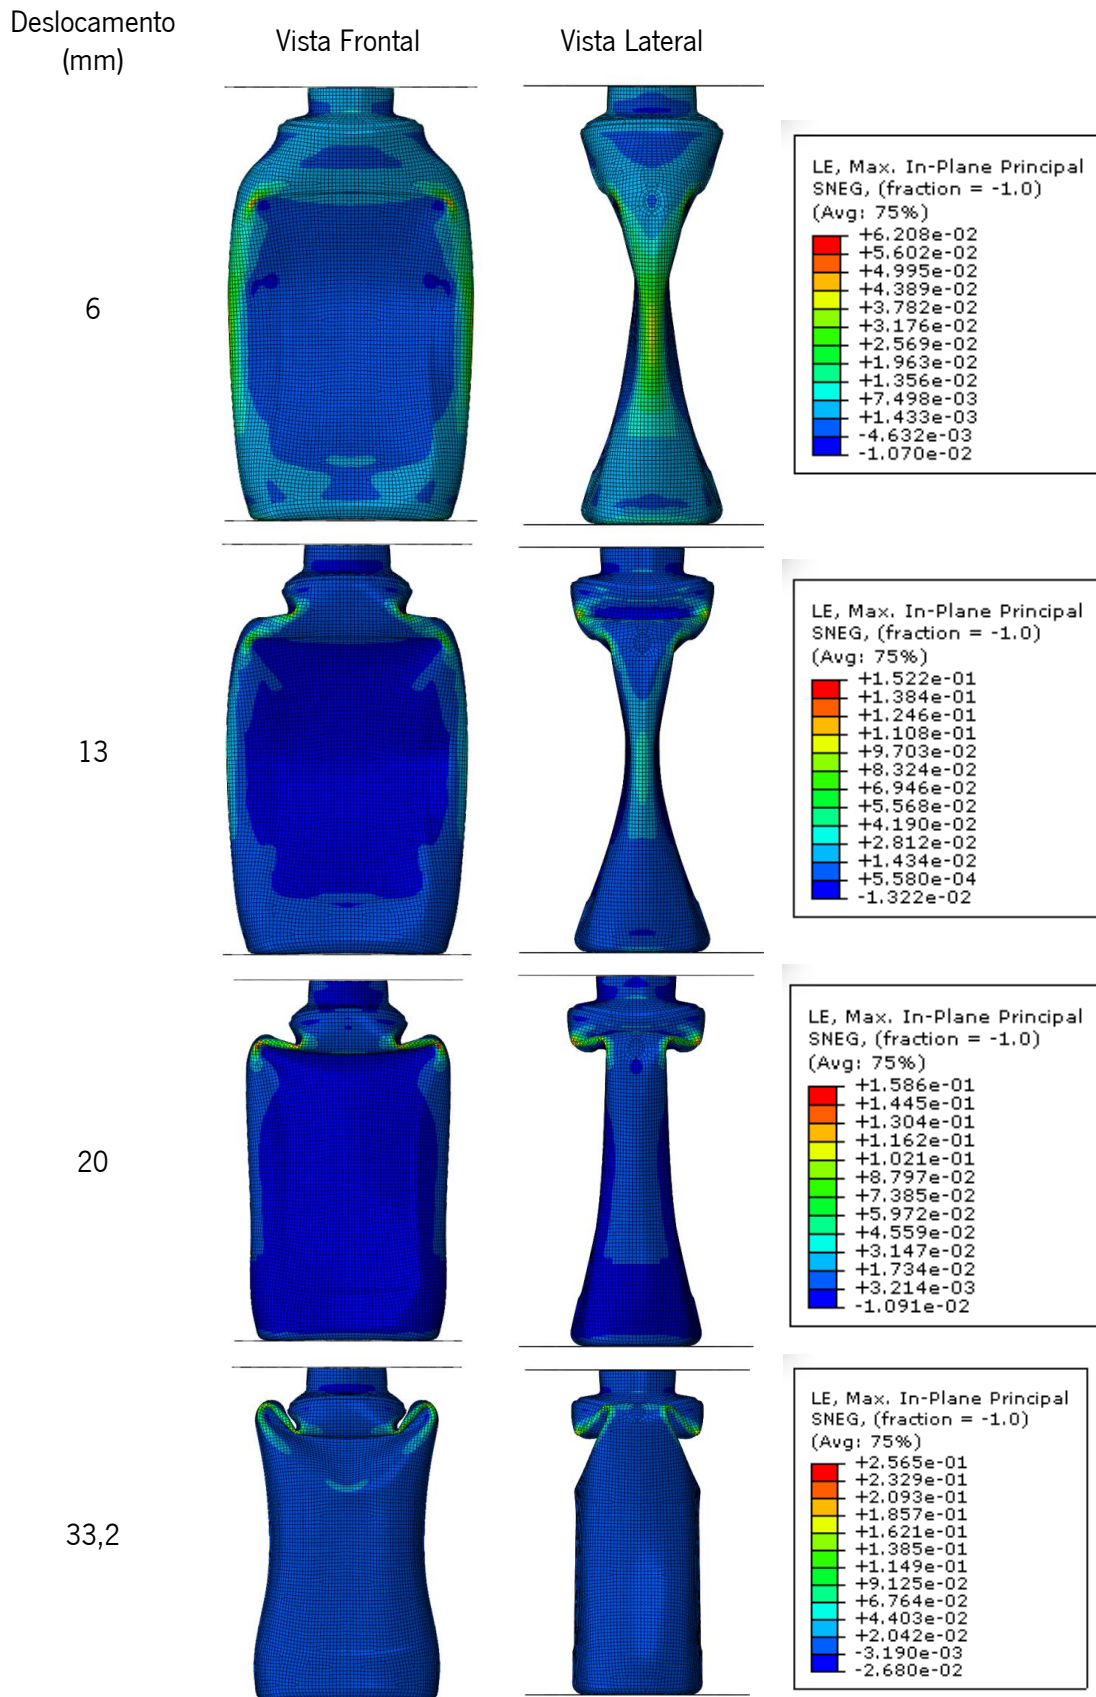 Deslocamento
(mm)
Vista Frontal
Vista Lateral
6
LE, Max. In-Plane Principal
SNEG, (fraction = -1.0)
(Avg: 75%)
+6.208e-02
+5.602e-02
+4.995e-02
+4.389e-02
+3.782e-02
+3.176e-02
+2.569e-02
+1.963e-02
+1.356e-02
+7.498e-03
+1.433e-03
-4.632e-03
-1.070e-02
13
LE, Max. In-Plane Principal
SNEG, (fraction = -1.0)
(Avg: 75%)
+1.522e-01
+1.384e-01
+1.246e-01
+1.108e-01
+9.703e-02
+8.324e-02
+6.946e-02
+5.568e-02
+4.190e-02
+2.812e-02
+1.434e-02
+5.580e-04
-1.322e-02
20
LE, Max. In-Plane Principal
SNEG, (fraction = -1.0)
(Avg: 75%)
+1.586e-01
+1.445e-01
+1.304e-01
+1.162e-01
+1.021e-01
+8.797e-02
+7.385e-02
+5.972e-02
+4.559e-02
+3.147e-02
+1.734e-02
+3.214e-03
-1.091e-02
33,2
LE, Max. In-Plane Principal
SNEG, (fraction = -1.0)
(Avg: 75%)
+2.565e-01
+2.329e-01
+2.093e-01
+1.857e-01
+1.621e-01
+1.385e-01
+1.149e-01
+9.125e-02
+6.764e-02
+4.403e-02
+2.042e-02
-3.190e-03
-2.680e-02